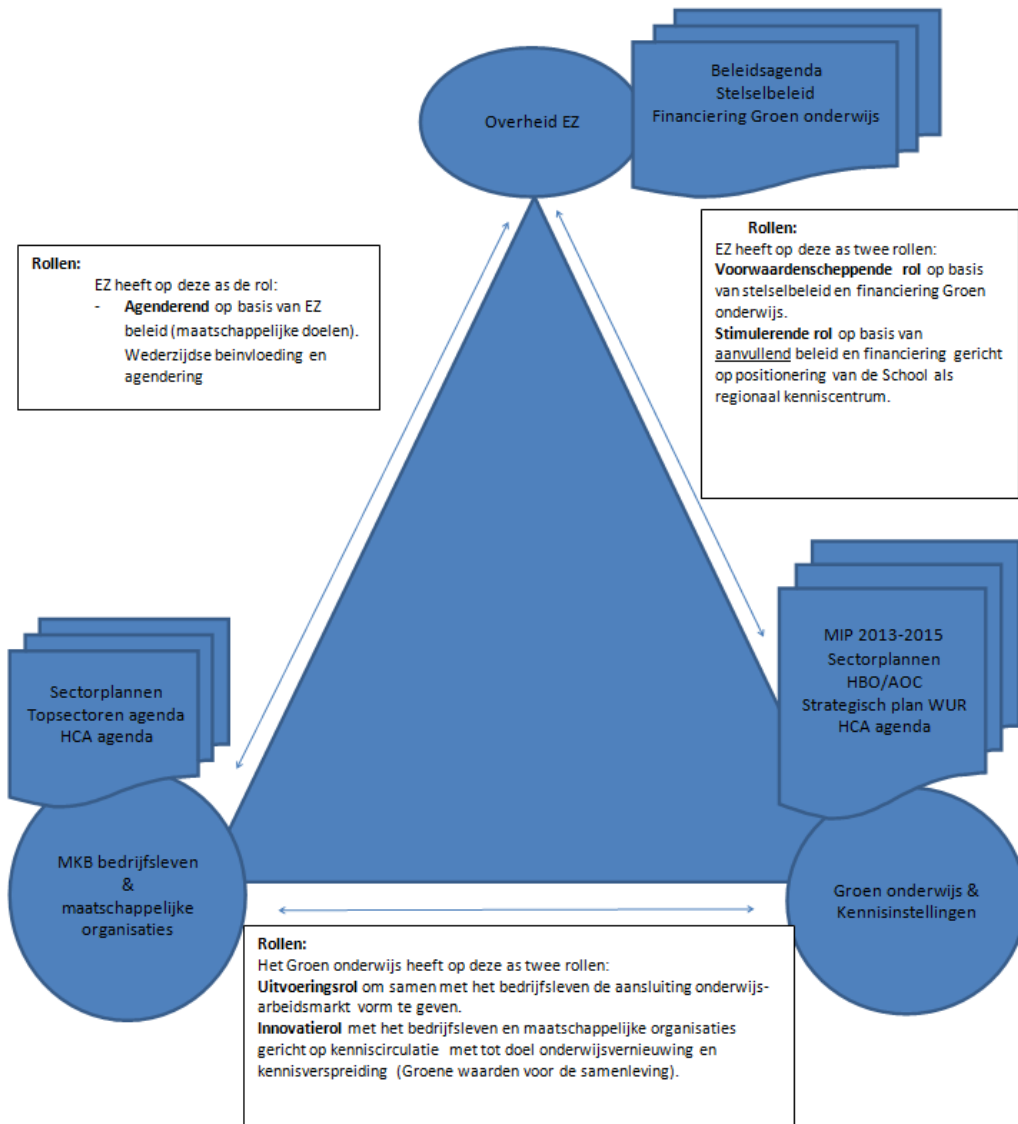 Beleidsagenda
Stelselbeleid
Financiering Groen onderwijs
Overheid EZ
Rollen:
EZ heeft op deze as de rol:
- Agenderend op basis van EZ
beleid (maatschappelijke doelen).
Wederzijdse beinvloeding en
agendering
Rollen:
EZ heeft op deze as twee rollen:
Voorwaardenscheppende rol op basis
van stelselbeleid en financiering Groen
onderwijs.
Stimulerende rol op basis van
aanvullend beleid en financiering gericht
op positionering van de School als
regionaal kenniscentrum.
Sectorplannen
Topsectoren agenda
HCA agenda
MIP 2013-2015
Sectorplannen
HBO/AOC
Strategisch plan WUR
HCA agenda
MKB bedrijfsleven
&
maatschappelijke
organisaties
Groen onderwijs &
Kennisinstellingen
Rollen:
Het Groen onderwijs heeft op deze as twee rollen:
Uitvoeringsrol om samen met het bedrijfsleven de aansluiting onderwijs-
arbeidsmarkt vorm te geven.
Innovatierol met het bedrijfsleven en maatschappelijke organisaties
gericht op kenniscirculatie met tot doel onderwijsvernieuwing en
kennisverspreiding (Groene waarden voor de samenleving).